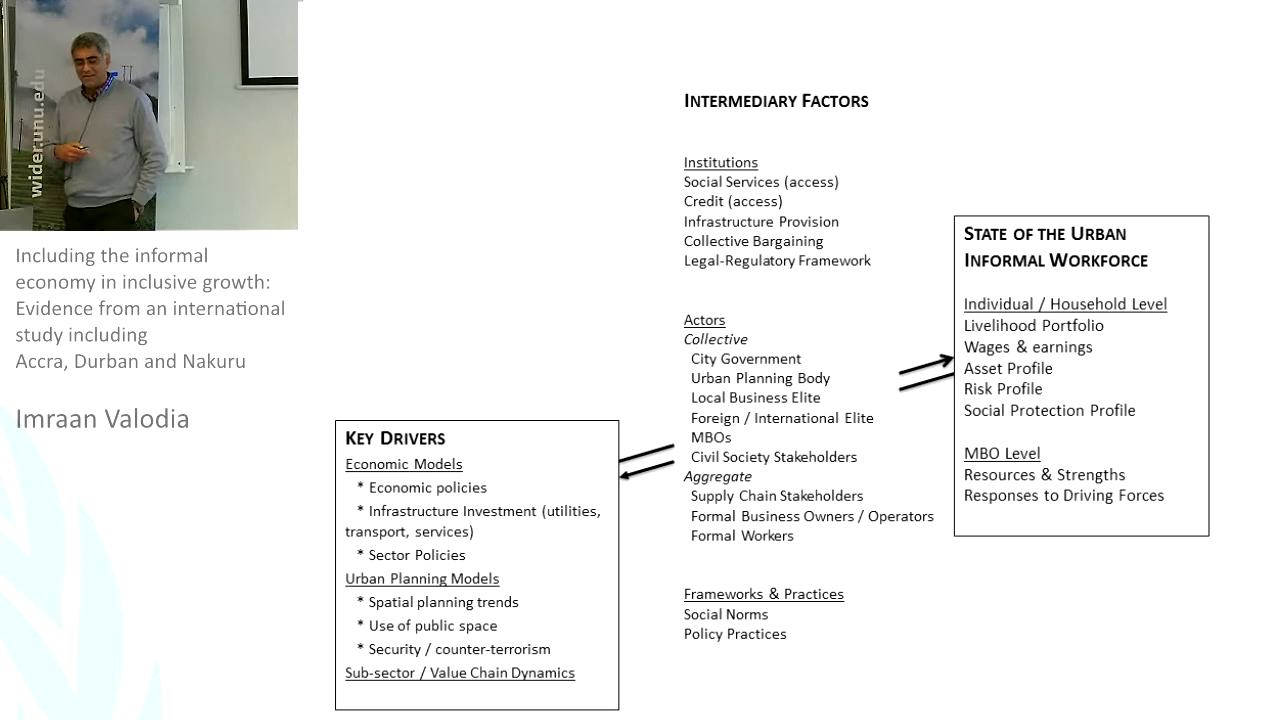 wider.unu.edu
Including the informal
economy in inclusive growth:
Evidence from an international
study including
Accra, Durban and Nakuru
Imraan Valodia
KEY DRIVERS
Economic Models
* Economic policies
* Infrastructure Investment (utilities,
transport, services)
* Sector Policies
Urban Planning Models
* Spatial planning trends
* Use of public space
* Security / counter-terrorism
Sub-sector / Value Chain Dynamics
INTERMEDIARY FACTORS
Institutions
Social Services (access)
Credit (access)
Infrastructure Provision
Collective Bargaining
Legal-Regulatory Framework
Actors
Collective
City Government
Urban Planning Body
Local Business Elite
Foreign / International Elite
MBOs
Civil Society Stakeholders
Aggregate
Supply Chain Stakeholders
Formal Business Owners / Operators
Formal Workers
Frameworks & Practices
Social Norms
Policy Practices
STATE OF THE URBAN
INFORMAL WORKFORCE
Individual / Household Level
Livelihood Portfolio
Wages & earnings
Asset Profile
Risk Profile
Social Protection Profile
MBO Level
Resources & Strengths
Responses to Driving Forces